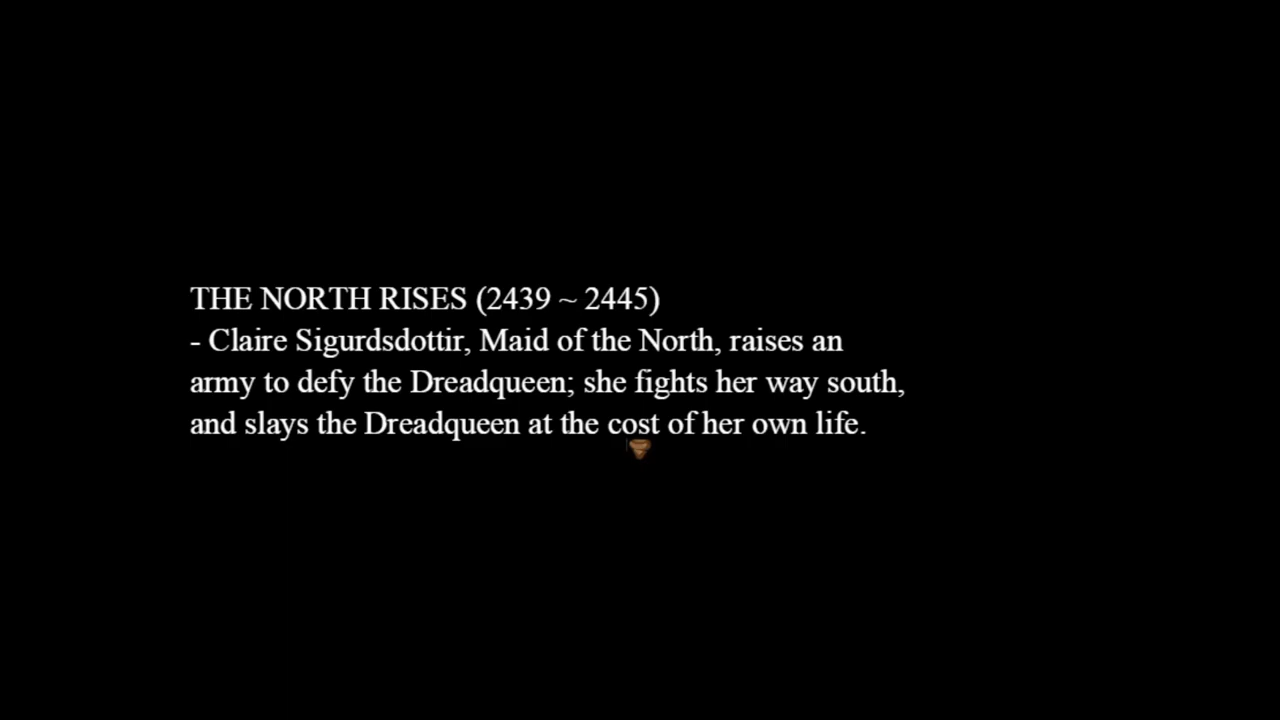 THE NORTH RISES (2439 ~ 2445)
- Claire Sigurdsdottir, Maid of the North, raises an
army to defy the Dreadqueen; she fights her way south,
and slays the Dreadqueen at the cost of her own life.